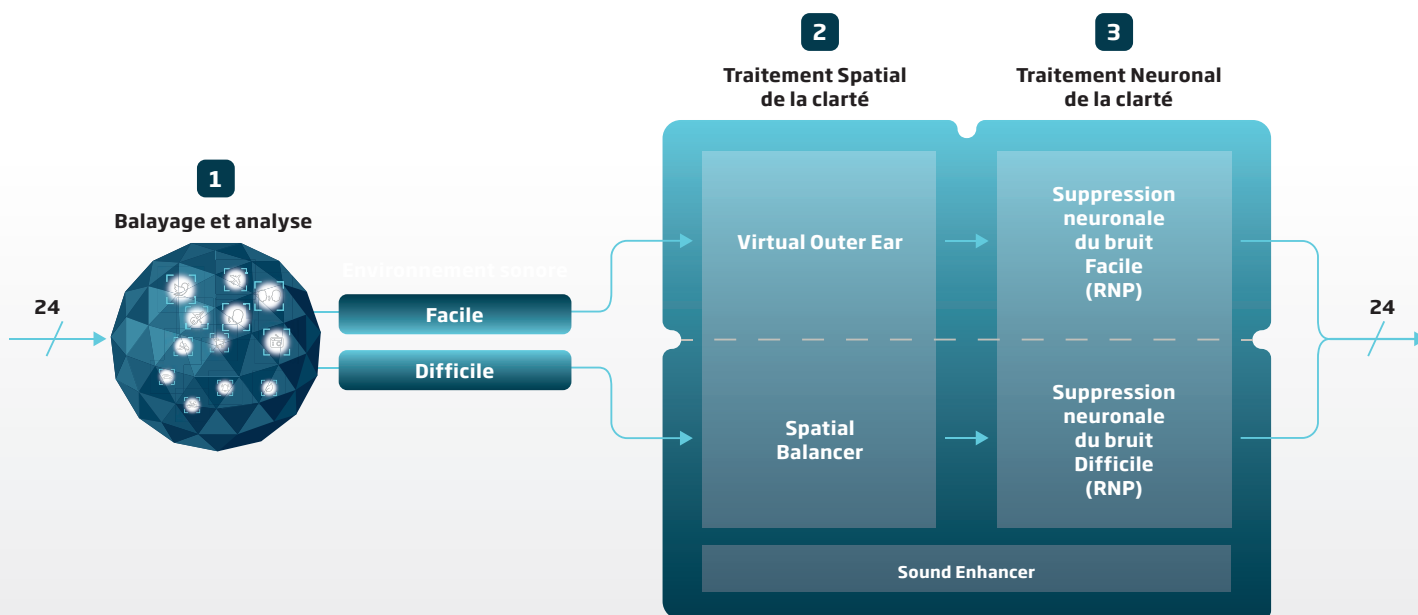 1
Balayage et analyse
24
Environnement sonore
Facile
Difficile
2
Traitement Spatial
de la clarté
3
Traitement Neuronal
de la clarté
Virtual Outer Ear
Suppression
neuronale
du bruit
Facile
(RNP)
Spatial
Balancer
Suppression
neuronale
du bruit
Difficile
(RNP)
Sound Enhancer
24